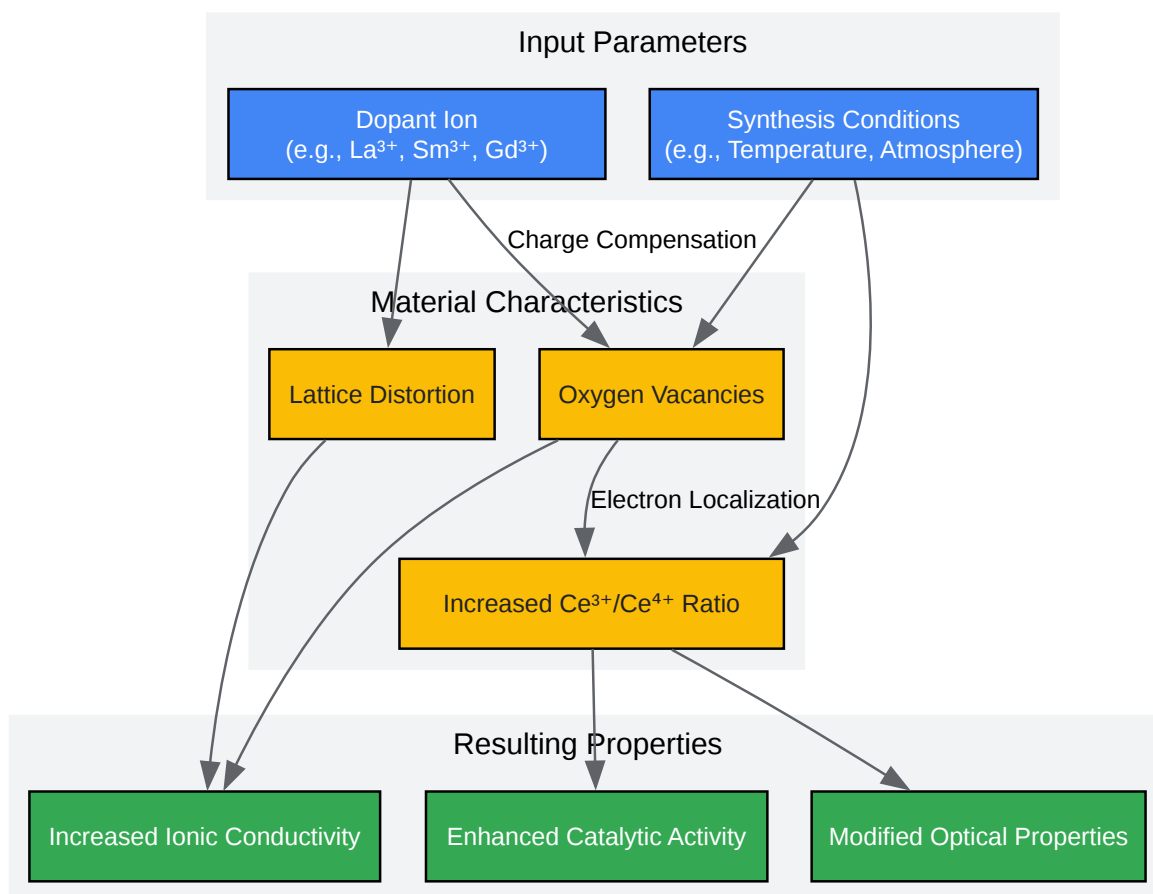 Input Parameters
Dopant Ion
(e.g., La³⁺, Sm³⁺, Gd³⁺)
Synthesis Conditions
(e.g., Temperature, Atmosphere)
Charge Compensation
Material Characteristics
Lattice Distortion
Oxygen Vacancies
Electron Localization
Increased Ce³⁺/Ce⁴⁺ Ratio
Resulting Properties
Increased Ionic Conductivity
Enhanced Catalytic Activity
Modified Optical Properties